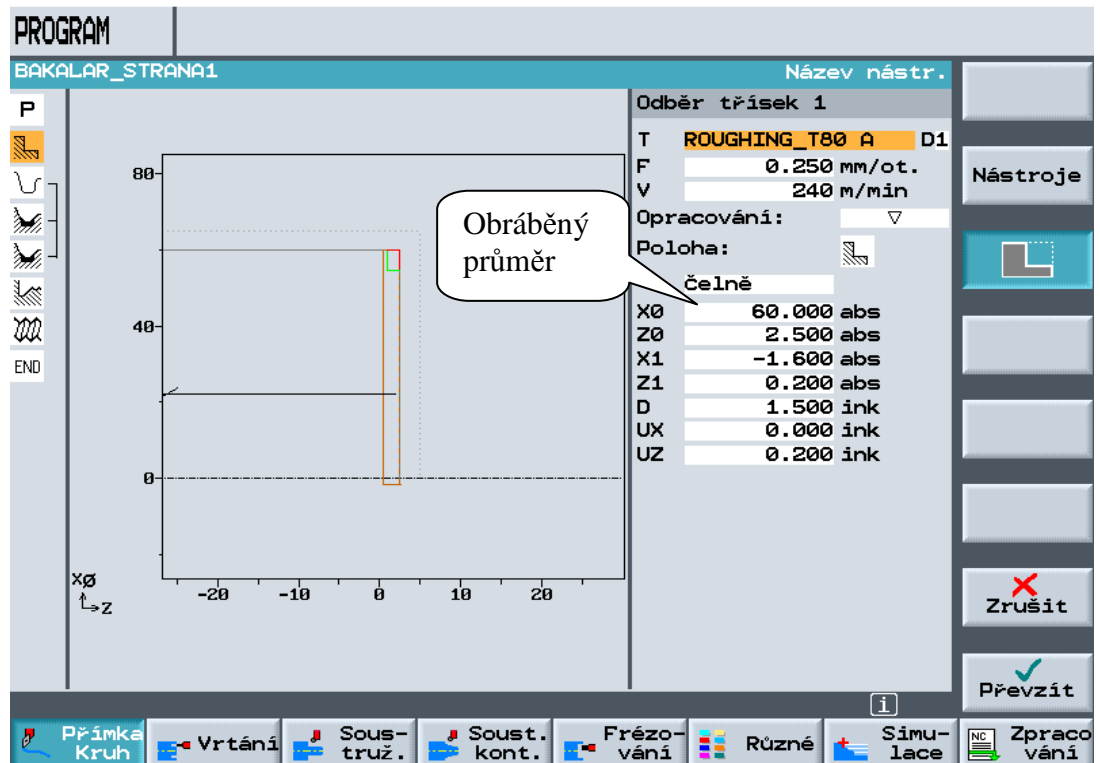 PROGRAM
BAKALAR_STRANA1 Název nástr.
P
END
Odběr třísek 1
T ROUGHING_T80 A D1
F 0.250 mm/ot.
V 240 m/min
Opracování: ▽
Poloha:
Čelně
X0 60.000 abs
Z0 2.500 abs
X1 -1.600 abs
Z1 0.200 abs
D 1.500 ink
UX 0.000 ink
UZ 0.200 ink
Obráběný
průměr
80
40
0
-20 -10 0 10 20
XØ
Z
Nástroje
Zrušit
Převzít
i
Přímka
Kruh
Vrtání
Sous-
truž.
Soust.
kont.
Frézo-
vání
Různé
Simu-
lace
NC
Zpraco
vání